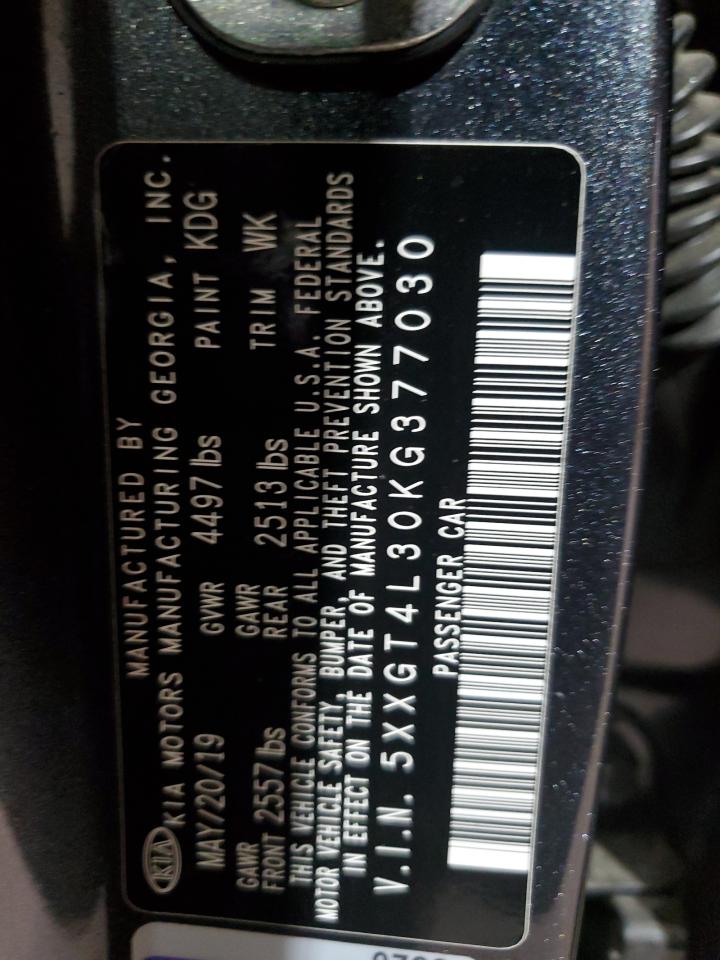 MANUFACTURED BY
KIA KIA MOTORS MANUFACTURING GEORGIA, INC.
MAY/20/19 GVWR 4497 lbs PAINT KDG
GAWR FRONT 2557 lbs GAWR REAR 2513 lbs TRIM WK
THIS VEHICLE CONFORMS TO ALL APPLICABLE U.S.A. FEDERAL
MOTOR VEHICLE SAFETY, BUMPER, AND THEFT PREVENTION STANDARDS
IN EFFECT ON THE DATE OF MANUFACTURE SHOWN ABOVE.
V.I.N. 5XXGT4L30KG377030
PASSENGER CAR